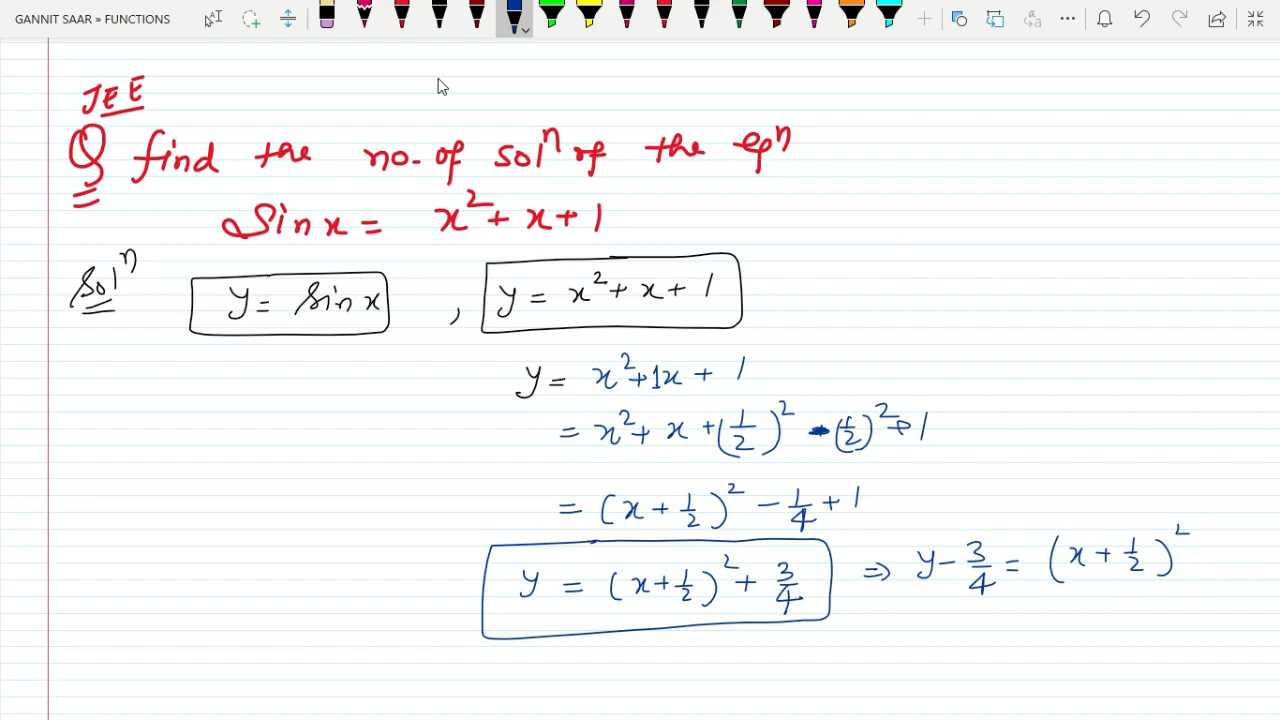 GANNIT SAAR » FUNCTIONS
JEE
Q find the no. of solⁿ of the eqⁿ
Sin x = x² + x + 1
Solⁿ y = Sin x , y = x² + x + 1
y = x² + 1x + 1
= x² + x + (1/2)² - (1/2)² + 1
= (x + 1/2)² - 1/4 + 1
y = (x + 1/2)² + 3/4 ⇒ y - 3/4 = (x + 1/2)²